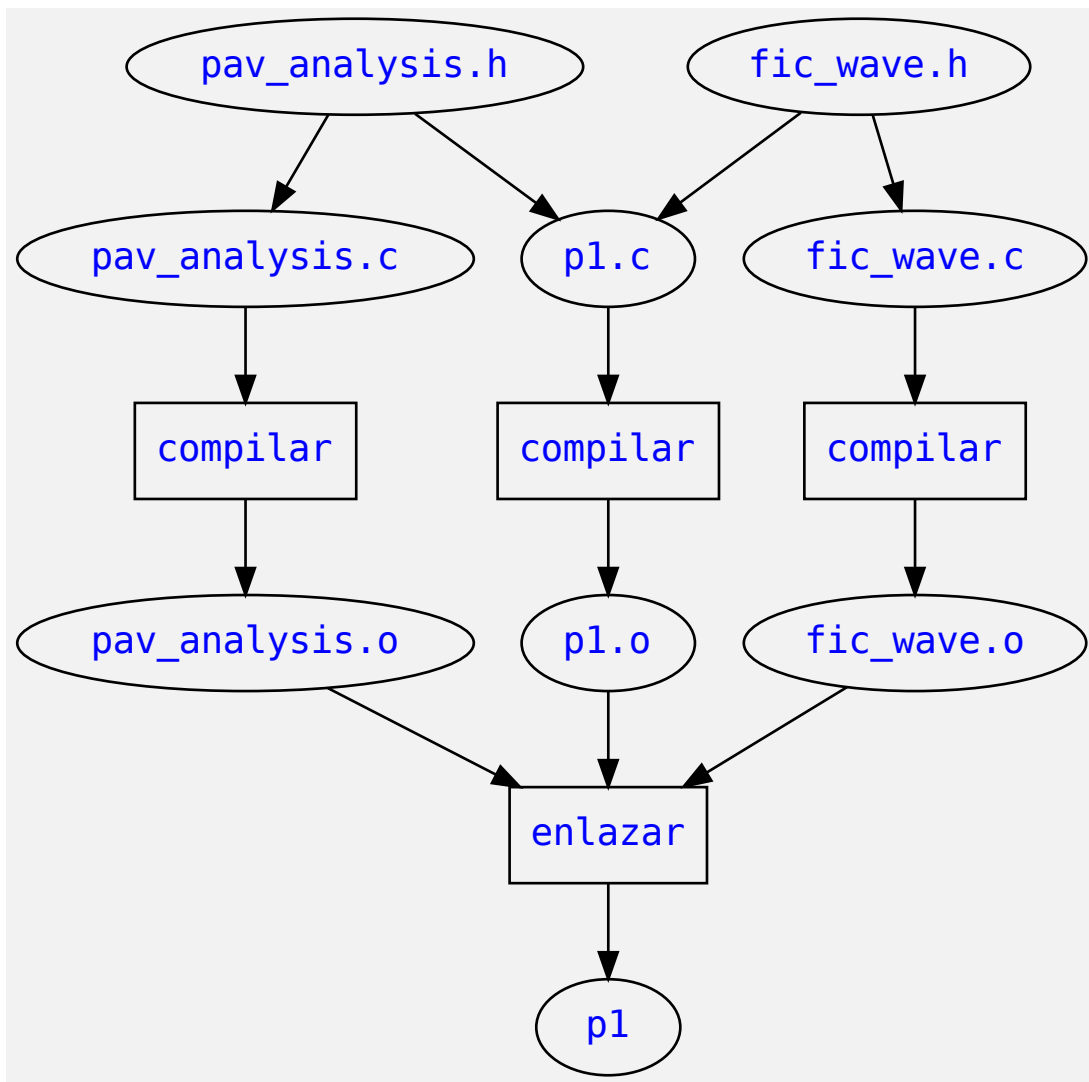 pav_analysis.h
fic_wave.h
pav_analysis.c
p1.c
fic_wave.c
compilar
compilar
compilar
pav_analysis.o
p1.o
fic_wave.o
enlazar
p1